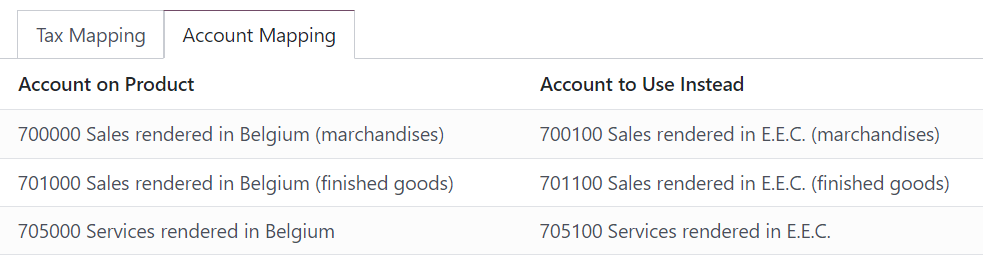 Tax Mapping Account Mapping
Account on Product Account to Use Instead
700000 Sales rendered in Belgium (marchandises) 700100 Sales rendered in E.E.C. (marchandises)
701000 Sales rendered in Belgium (finished goods) 701100 Sales rendered in E.E.C. (finished goods)
705000 Services rendered in Belgium 705100 Services rendered in E.E.C.